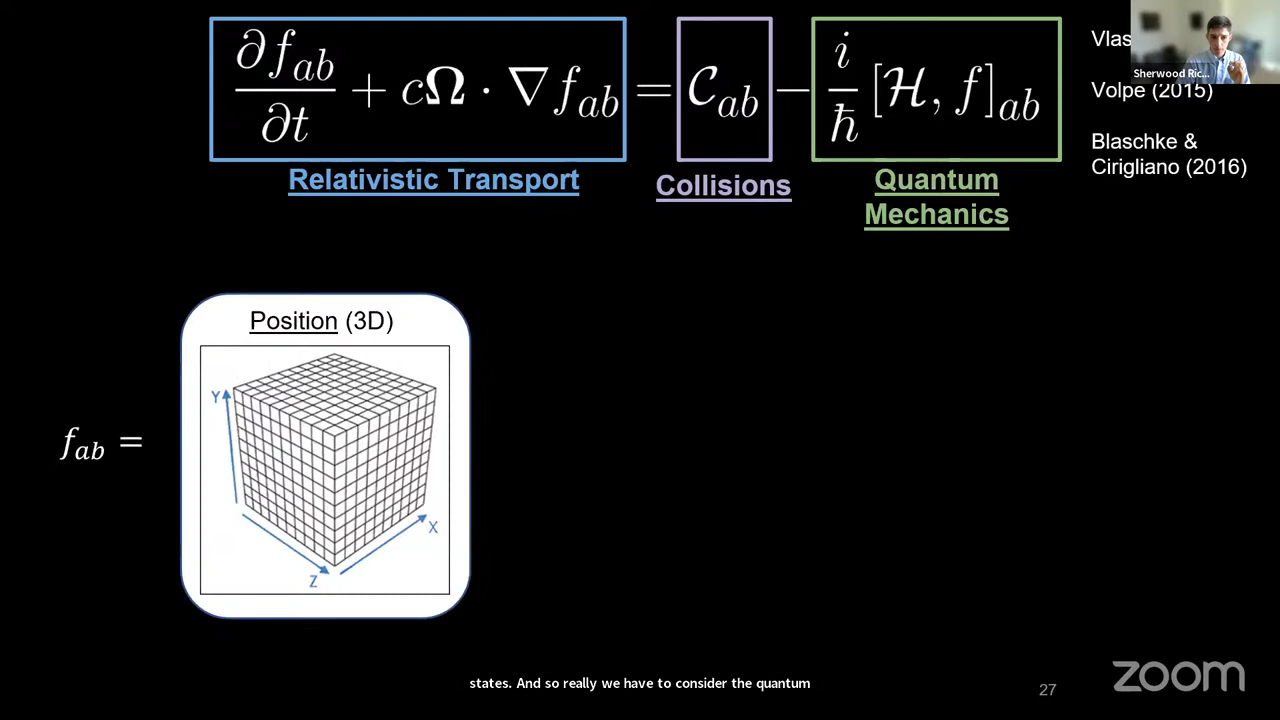 ∂f_ab/∂t + cΩ · ∇f_ab = C_ab − i/ħ [H, f]_ab
Relativistic Transport
Collisions
Quantum
Mechanics
Volpe (2015)
Blaschke &
Cirigliano (2016)
Sherwood Ric...
Position (3D)
f_ab =
Y
X
Z
states. And so really we have to consider the quantum
27
zoom